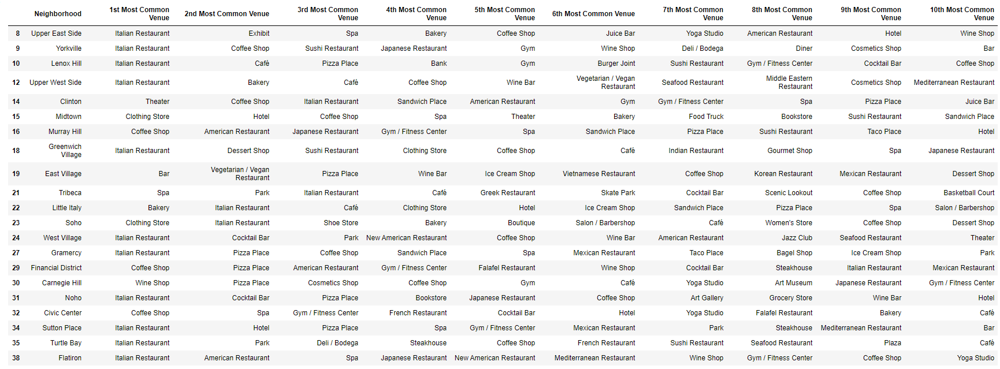 Neighborhood 1st Most Common Venue 2nd Most Common Venue 3rd Most Common Venue 4th Most Common Venue 5th Most Common Venue 6th Most Common Venue 7th Most Common Venue 8th Most Common Venue 9th Most Common Venue 10th Most Common Venue
8 Upper East Side Italian Restaurant Exhibit Spa Bakery Coffee Shop Juice Bar Yoga Studio American Restaurant Hotel Wine Shop
9 Yorkville Italian Restaurant Coffee Shop Sushi Restaurant Japanese Restaurant Gym Wine Shop Deli / Bodega Diner Cosmetics Shop Bar
10 Lenox Hill Italian Restaurant Café Pizza Place Bank Gym Burger Joint Sushi Restaurant Gym / Fitness Center Cocktail Bar Coffee Shop
12 Upper West Side Italian Restaurant Bakery Café Coffee Shop Wine Bar Vegetarian / Vegan Restaurant Seafood Restaurant Middle Eastern Restaurant Cosmetics Shop Mediterranean Restaurant
14 Clinton Theater Coffee Shop Italian Restaurant Sandwich Place American Restaurant Gym Gym / Fitness Center Spa Pizza Place Juice Bar
15 Midtown Clothing Store Hotel Coffee Shop Spa Theater Bakery Food Truck Bookstore Sushi Restaurant Sandwich Place
16 Murray Hill Coffee Shop American Restaurant Japanese Restaurant Gym / Fitness Center Spa Sandwich Place Pizza Place Sushi Restaurant Taco Place Hotel
18 Greenwich Village Italian Restaurant Dessert Shop Sushi Restaurant Clothing Store Coffee Shop Café Indian Restaurant Gourmet Shop Spa Japanese Restaurant
19 East Village Bar Vegetarian / Vegan Restaurant Pizza Place Wine Bar Ice Cream Shop Vietnamese Restaurant Coffee Shop Korean Restaurant Mexican Restaurant Dessert Shop
21 Tribeca Spa Park Italian Restaurant Café Greek Restaurant Skate Park Cocktail Bar Scenic Lookout Coffee Shop Basketball Court
22 Little Italy Bakery Italian Restaurant Café Clothing Store Hotel Ice Cream Shop Sandwich Place Pizza Place Spa Salon / Barbershop
23 Soho Clothing Store Italian Restaurant Shoe Store Bakery Boutique Salon / Barbershop Café Women's Store Coffee Shop Dessert Shop
24 West Village Italian Restaurant Cocktail Bar Park New American Restaurant Coffee Shop Wine Bar American Restaurant Jazz Club Seafood Restaurant Theater
27 Gramercy Italian Restaurant Pizza Place Coffee Shop Sandwich Place Spa Mexican Restaurant Taco Place Bagel Shop Ice Cream Shop Park
29 Financial District Coffee Shop Pizza Place American Restaurant Gym / Fitness Center Falafel Restaurant Wine Shop Cocktail Bar Steakhouse Italian Restaurant Mexican Restaurant
30 Carnegie Hill Wine Shop Pizza Place Cosmetics Shop Coffee Shop Gym Café Yoga Studio Art Museum Japanese Restaurant Gym / Fitness Center
31 Noho Italian Restaurant Cocktail Bar Pizza Place Bookstore Japanese Restaurant Coffee Shop Art Gallery Grocery Store Wine Bar Hotel
32 Civic Center Coffee Shop Spa Gym / Fitness Center French Restaurant Cocktail Bar Hotel Yoga Studio Falafel Restaurant Bakery Café
34 Sutton Place Italian Restaurant Hotel Pizza Place Spa Gym / Fitness Center Mexican Restaurant Park Steakhouse Mediterranean Restaurant Bar
35 Turtle Bay Italian Restaurant Park Deli / Bodega Steakhouse Coffee Shop French Restaurant Sushi Restaurant Seafood Restaurant Plaza Café
38 Flatiron Italian Restaurant American Restaurant Spa Japanese Restaurant New American Restaurant Mediterranean Restaurant Wine Shop Gym / Fitness Center Coffee Shop Yoga Studio